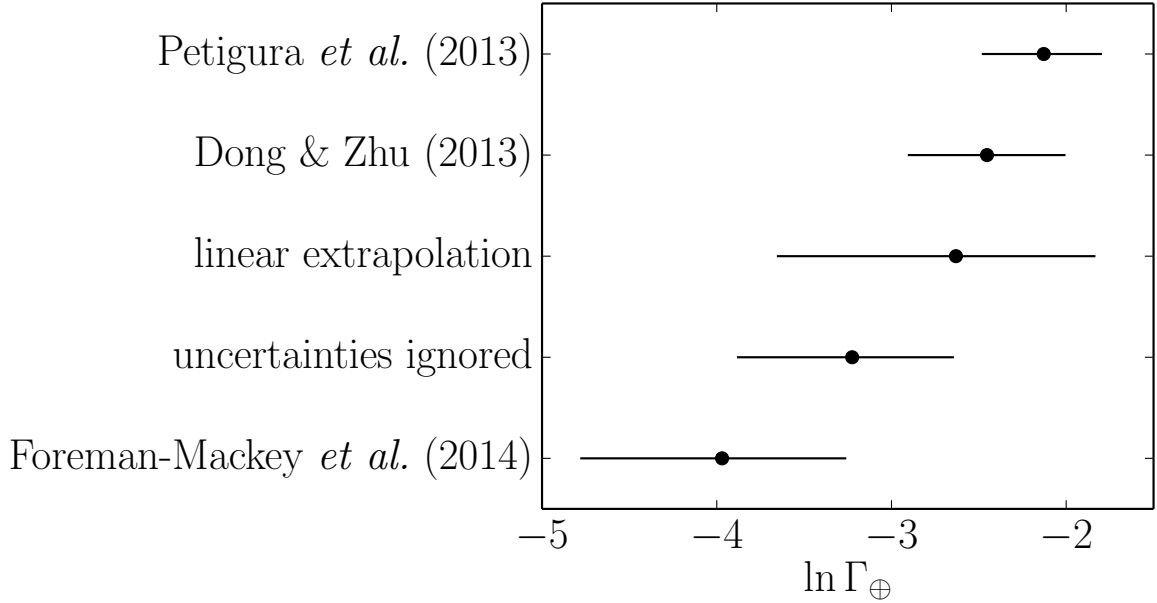 Petigura et al. (2013)
Dong & Zhu (2013)
linear extrapolation
uncertainties ignored
Foreman-Mackey et al. (2014)
−5 −4 −3 −2
ln Γ⊕